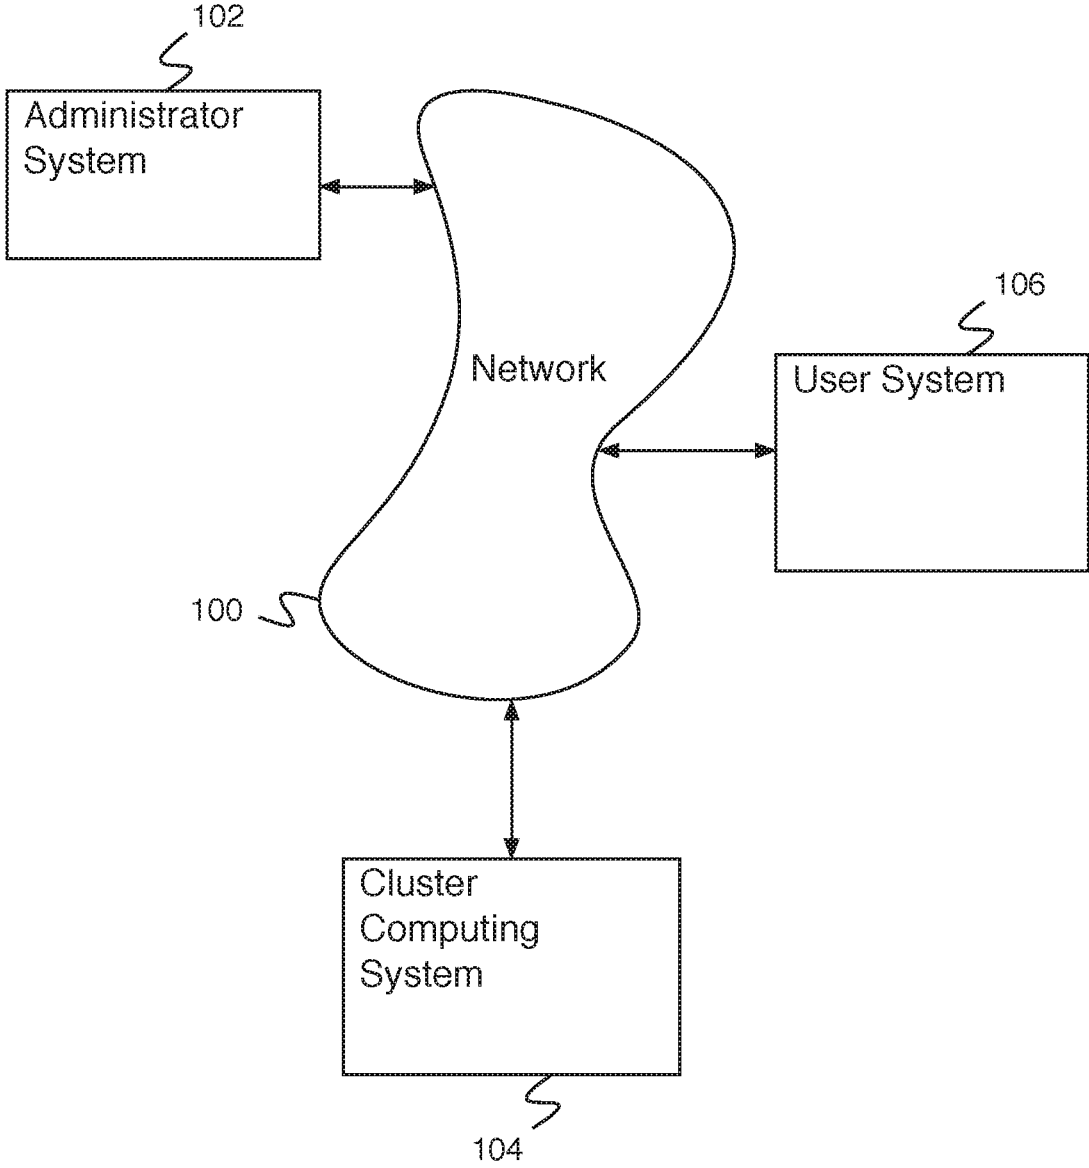 102
Administrator
System
106
Network
User System
100
Cluster
Computing
System
104